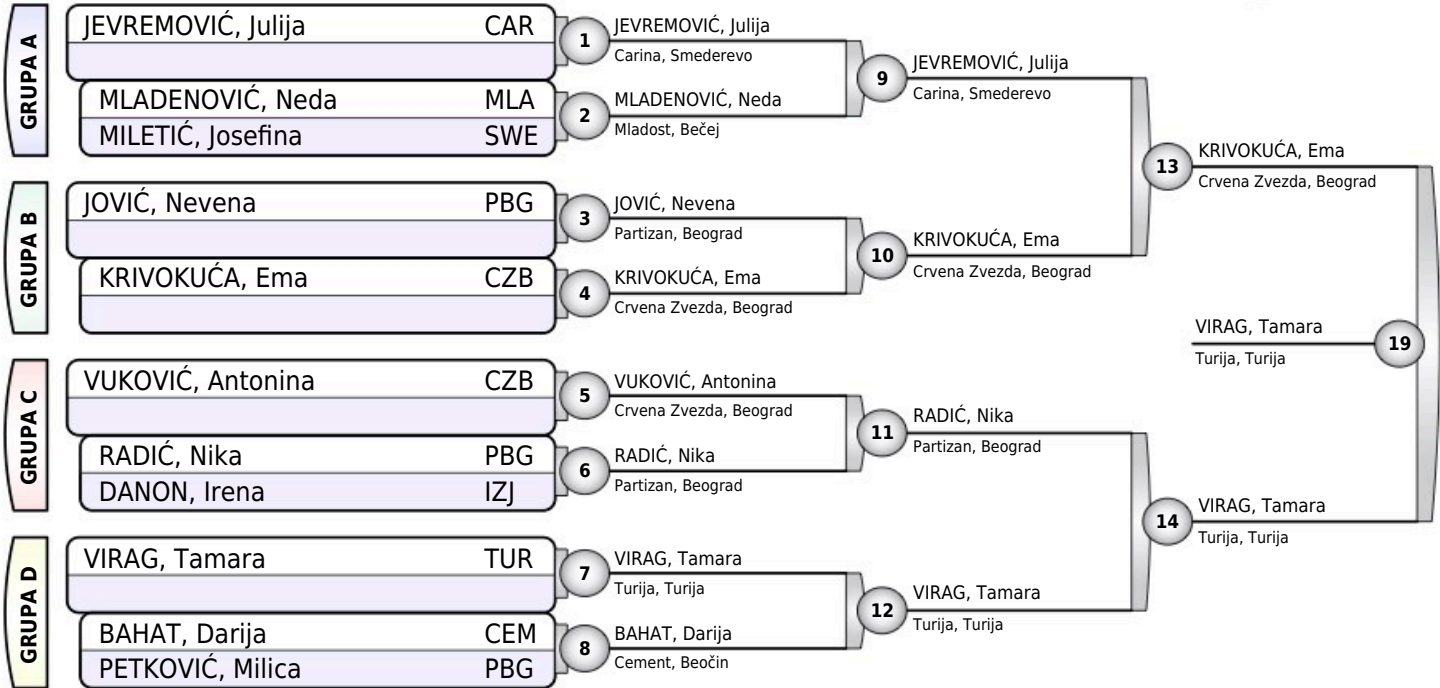 GRUPA A
JEVREMOVIĆ, Julija CAR
MLADENOVIĆ, Neda MLA
MILETIĆ, Josefina SWE
GRUPA B
JOVIĆ, Nevena PBG
KRIVOKUĆA, Ema CZB
GRUPA C
VUKOVIĆ, Antonina CZB
RADIĆ, Nika PBG
DANON, Irena IZJ
GRUPA D
VIRAG, Tamara TUR
BAHAT, Darija CEM
PETKOVIĆ, Milica PBG
1
JEVREMOVIĆ, Julija
Carina, Smederevo
2
MLADENOVIĆ, Neda
Mladost, Bečej
3
JOVIĆ, Nevena
Partizan, Beograd
4
KRIVOKUĆA, Ema
Crvena Zvezda, Beograd
5
VUKOVIĆ, Antonina
Crvena Zvezda, Beograd
6
RADIĆ, Nika
Partizan, Beograd
7
VIRAG, Tamara
Turija, Turija
8
BAHAT, Darija
Cement, Beočin
9
JEVREMOVIĆ, Julija
Carina, Smederevo
10
KRIVOKUĆA, Ema
Crvena Zvezda, Beograd
11
RADIĆ, Nika
Partizan, Beograd
12
VIRAG, Tamara
Turija, Turija
13
KRIVOKUĆA, Ema
Crvena Zvezda, Beograd
14
VIRAG, Tamara
Turija, Turija
VIRAG, Tamara
Turija, Turija
19